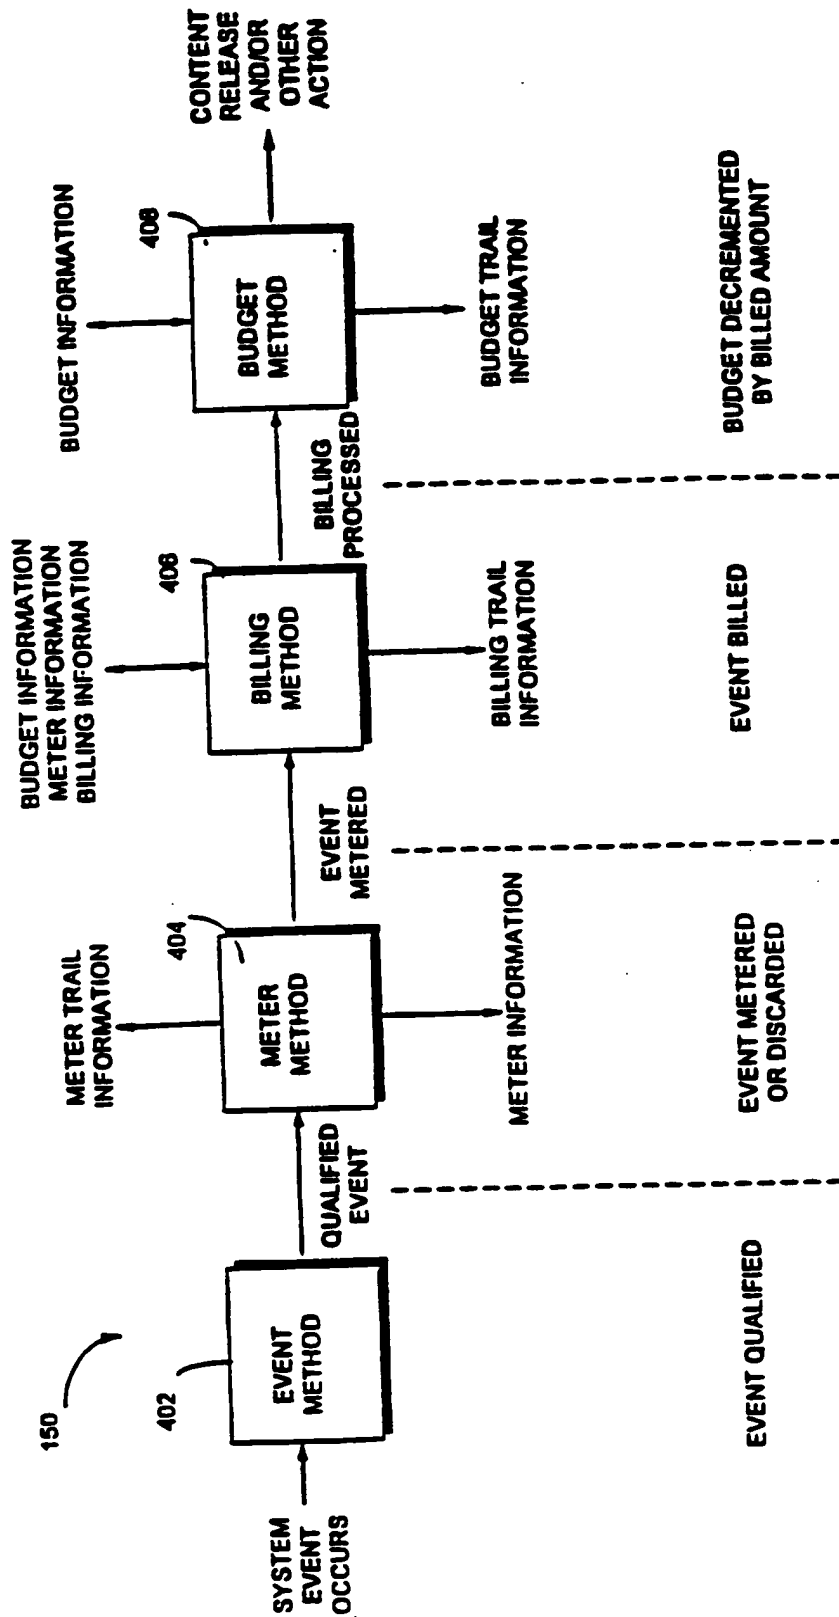 150
SYSTEM
EVENT
OCCURS
402
EVENT
METHOD
QUALIFIED
EVENT
METER TRAIL
INFORMATION
404
METER
METHOD
METER INFORMATION
EVENT
METERED
BUDGET INFORMATION
METER INFORMATION
BILLING INFORMATION
406
BILLING
METHOD
BILLING TRAIL
INFORMATION
BILLING
PROCESSED
BUDGET INFORMATION
408
BUDGET
METHOD
BUDGET TRAIL
INFORMATION
CONTENT
RELEASE
AND/OR
OTHER
ACTION
EVENT QUALIFIED
EVENT METERED
OR DISCARDED
EVENT BILLED
BUDGET DECREMENTED
BY BILLED AMOUNT